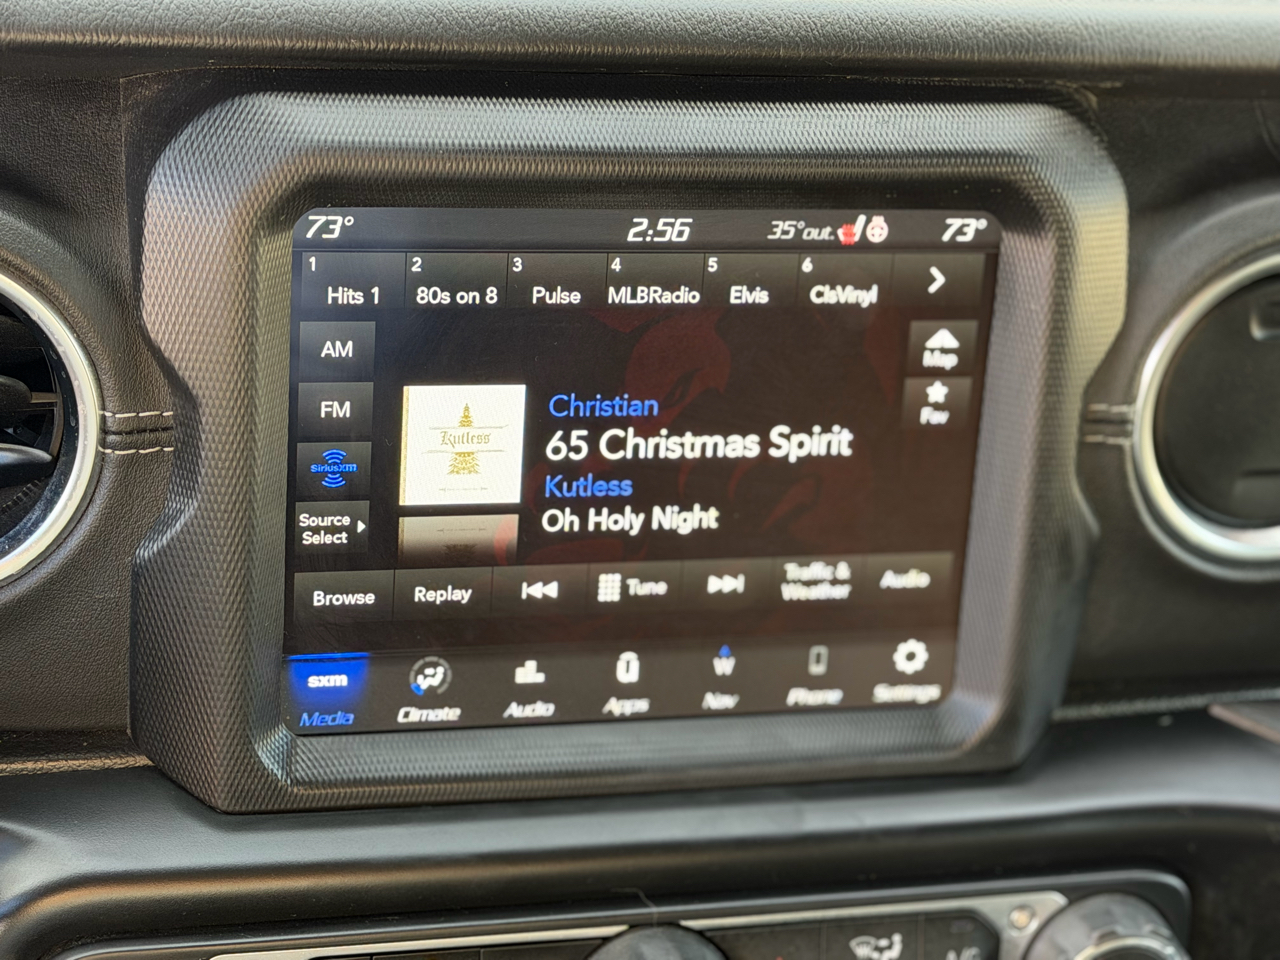 73° 2:56 35°out. 73°
1 2 3 4 5 6
Hits 1 80s on 8 Pulse MLBRadio Elvis ClsVinyl
AM
FM
SiriusXM
Source
Select
Kutless
Christian
65 Christmas Spirit
Kutless
Oh Holy Night
Map
Fav
Browse Replay Tune Traffic &
Weather Audio
sxm W
Media Climate Audio Apps Nav Phone Settings
A/C